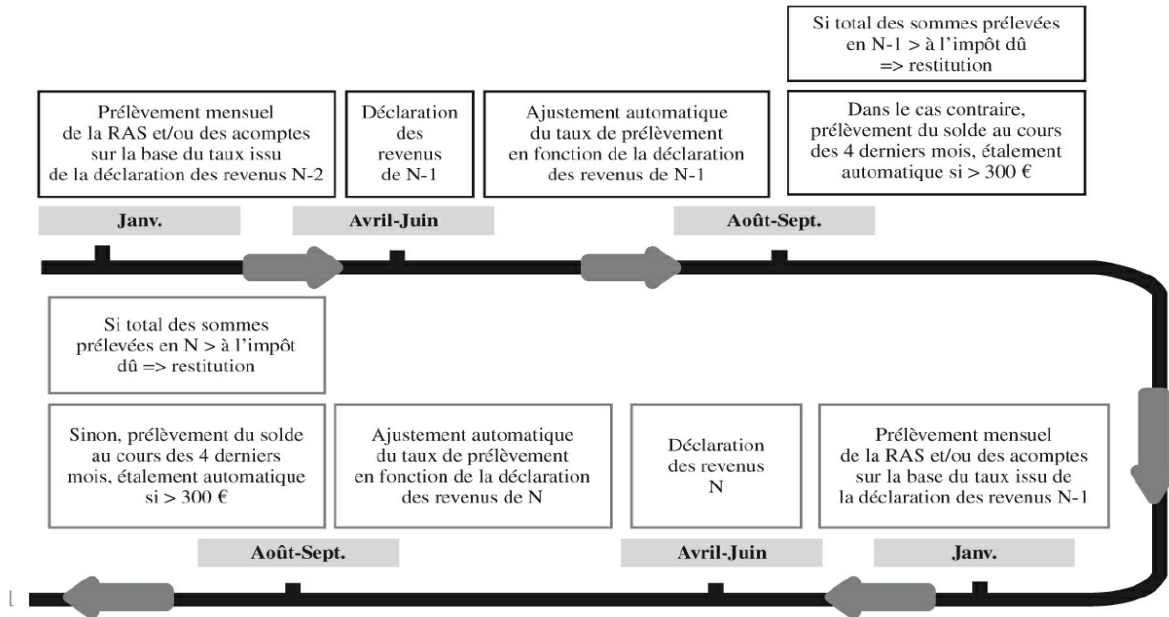 Si total des sommes prélevées
en N-1 > à l'impôt dû
=> restitution
Prélèvement mensuel
de la RAS et/ou des acomptes
sur la base du taux issu
de la déclaration des revenus N-2
Déclaration
des
revenus
de N-1
Ajustement automatique
du taux de prélèvement
en fonction de la déclaration
des revenus de N-1
Dans le cas contraire,
prélèvement du solde au cours
des 4 derniers mois, étalement
automatique si > 300 €
Janv.
Avril-Juin
Août-Sept.
Si total des sommes
prélevées en N > à l'impôt
dû => restitution
Sinon, prélèvement du solde
au cours des 4 derniers
mois, étalement automatique
si > 300 €
Ajustement automatique
du taux de prélèvement
en fonction de la déclaration
des revenus de N
Déclaration
des revenus
N
Prélèvement mensuel
de la RAS et/ou des acomptes
sur la base du taux issu de
la déclaration des revenus N-1
Août-Sept.
Avril-Juin
Janv.